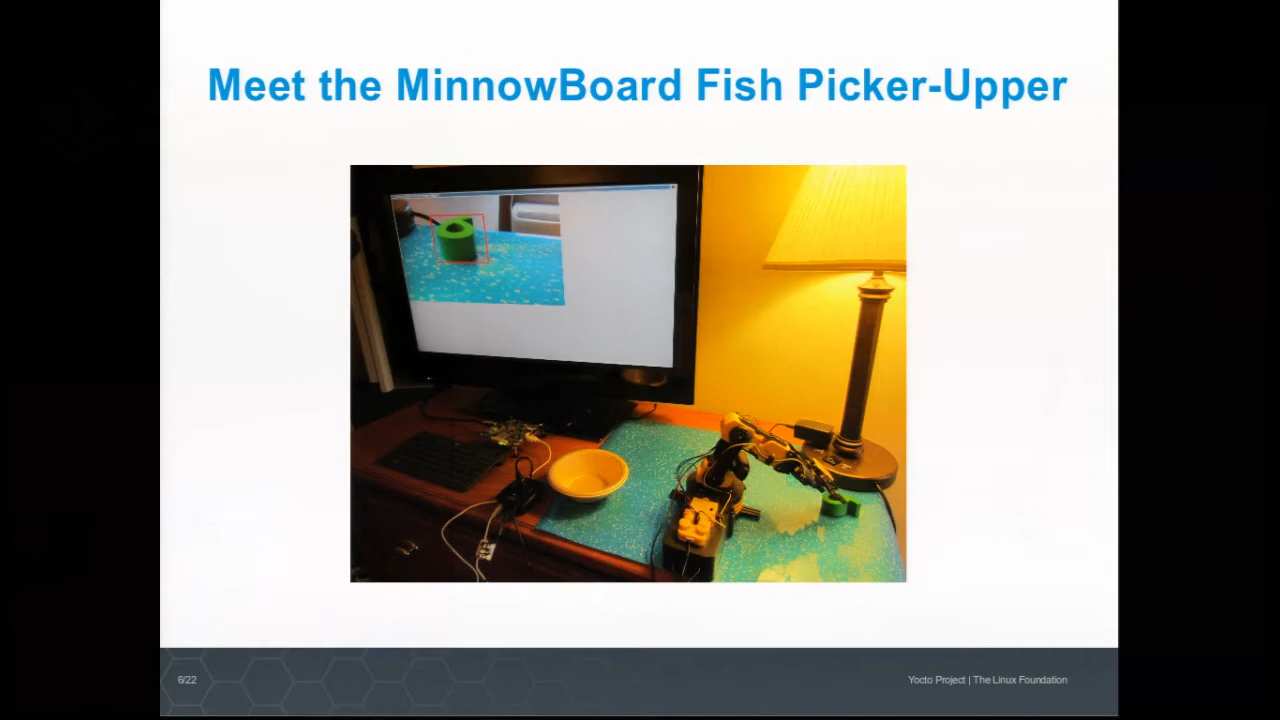 Meet the MinnowBoard Fish Picker-Upper
6/22
Yocto Project | The Linux Foundation